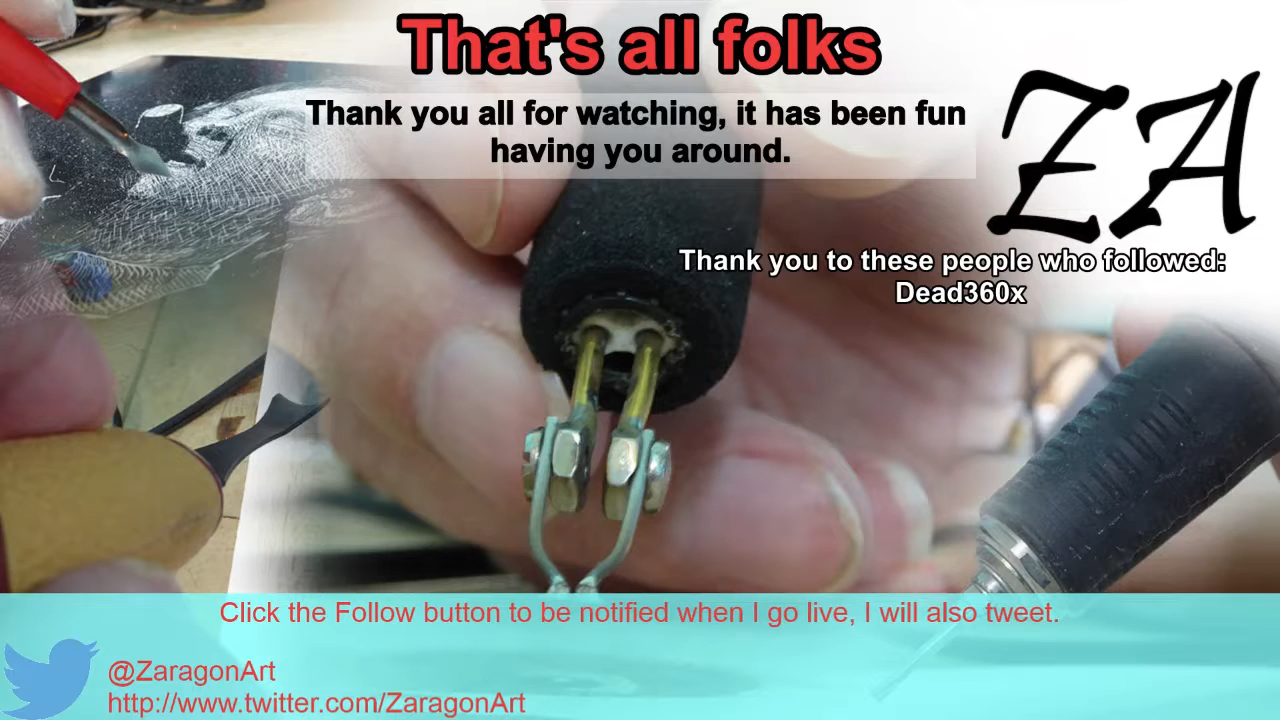 That's all folks
Thank you all for watching, it has been fun
having you around.
ZA
Thank you to these people who followed:
Dead360x
Click the Follow button to be notified when I go live, I will also tweet.
@ZaragonArt
http://www.twitter.com/ZaragonArt